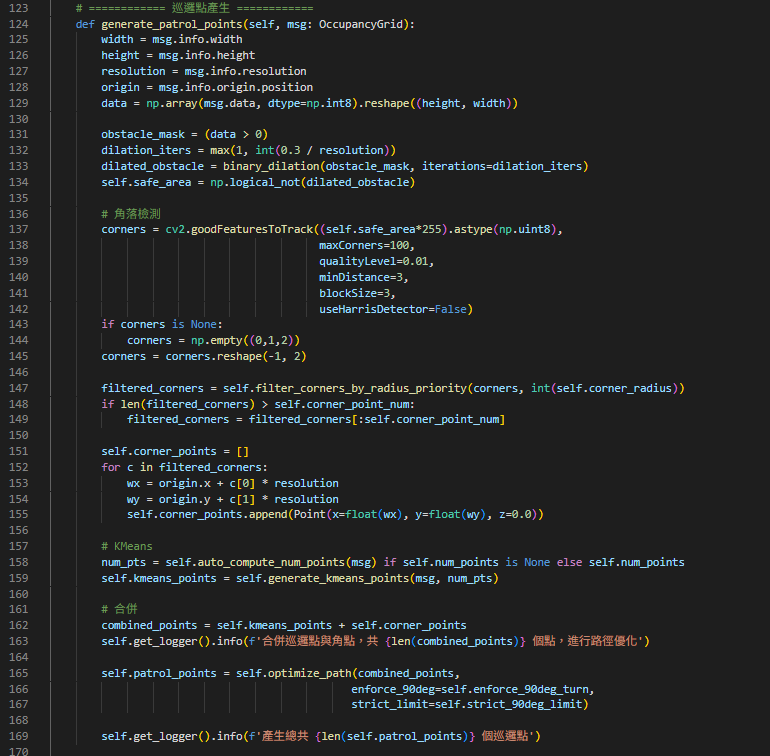 123     # ============ 巡邏點產生 ============
124     def generate_patrol_points(self, msg: OccupancyGrid):
125         width = msg.info.width
126         height = msg.info.height
127         resolution = msg.info.resolution
128         origin = msg.info.origin.position
129         data = np.array(msg.data, dtype=np.int8).reshape((height, width))
130
131         obstacle_mask = (data > 0)
132         dilation_iters = max(1, int(0.3 / resolution))
133         dilated_obstacle = binary_dilation(obstacle_mask, iterations=dilation_iters)
134         self.safe_area = np.logical_not(dilated_obstacle)
135
136         # 角落檢測
137         corners = cv2.goodFeaturesToTrack((self.safe_area*255).astype(np.uint8),
138                                           maxCorners=100,
139                                           qualityLevel=0.01,
140                                           minDistance=3,
141                                           blockSize=3,
142                                           useHarrisDetector=False)
143         if corners is None:
144             corners = np.empty((0,1,2))
145         corners = corners.reshape(-1, 2)
146
147         filtered_corners = self.filter_corners_by_radius_priority(corners, int(self.corner_radius))
148         if len(filtered_corners) > self.corner_point_num:
149             filtered_corners = filtered_corners[:self.corner_point_num]
150
151         self.corner_points = []
152         for c in filtered_corners:
153             wx = origin.x + c[0] * resolution
154             wy = origin.y + c[1] * resolution
155             self.corner_points.append(Point(x=float(wx), y=float(wy), z=0.0))
156
157         # KMeans
158         num_pts = self.auto_compute_num_points(msg) if self.num_points is None else self.num_points
159         self.kmeans_points = self.generate_kmeans_points(msg, num_pts)
160
161         # 合併
162         combined_points = self.kmeans_points + self.corner_points
163         self.get_logger().info(f'合併巡邏點與角點，共 {len(combined_points)} 個點，進行路徑優化')
164
165         self.patrol_points = self.optimize_path(combined_points,
166                                                 enforce_90deg=self.enforce_90deg_turn,
167                                                 strict_limit=self.strict_90deg_limit)
168
169         self.get_logger().info(f'產生總共 {len(self.patrol_points)} 個巡邏點')
170